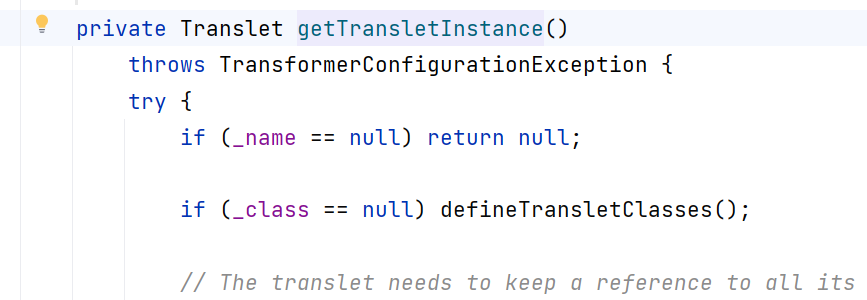 private Translet getTransletInstance()
throws TransformerConfigurationException {
try {
if (_name == null) return null;
if (_class == null) defineTransletClasses();
// The translet needs to keep a reference to all its